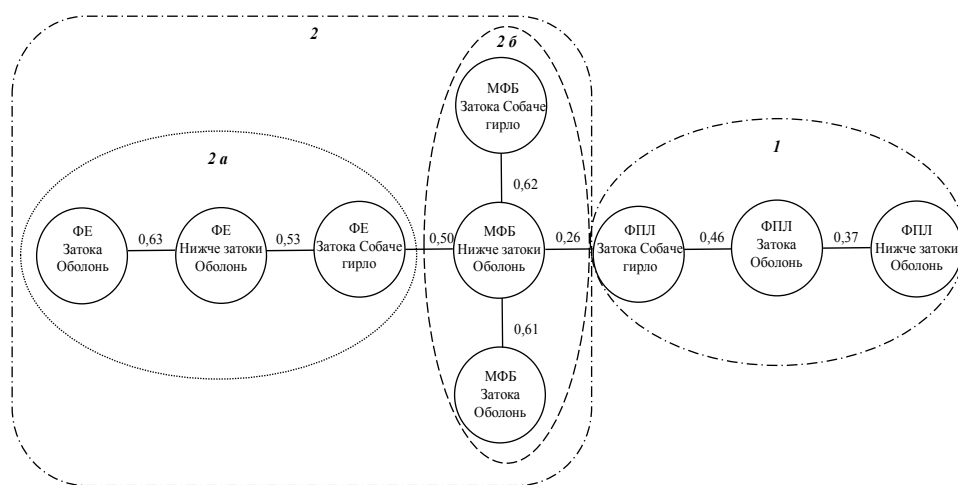 2
2 б
МФБ
Затока Собаче
гирло
0,62
2 а
ФЕ
Затока
Оболонь
0,63
ФЕ
Нижче затоки
Оболонь
0,53
ФЕ
Затока Собаче
гирло
0,50
МФБ
Нижче затоки
Оболонь
0,26
1
ФПЛ
Затока Собаче
гирло
0,46
ФПЛ
Затока
Оболонь
0,37
ФПЛ
Нижче затоки
Оболонь
0,61
МФБ
Затока
Оболонь